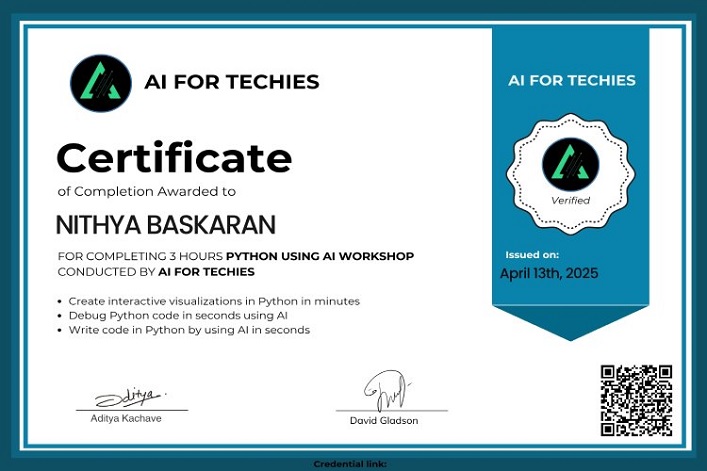 AI FOR TECHIES
Certificate
of Completion Awarded to
NITHYA BASKARAN
FOR COMPLETING 3 HOURS PYTHON USING AI WORKSHOP
CONDUCTED BY AI FOR TECHIES
• Create interactive visualizations in Python in minutes
• Debug Python code in seconds using AI
• Write code in Python by using AI in seconds
Aditya
Aditya Kachave
David Gladson
AI FOR TECHIES
Verified
Issued on:
April 13th, 2025
Credential link: